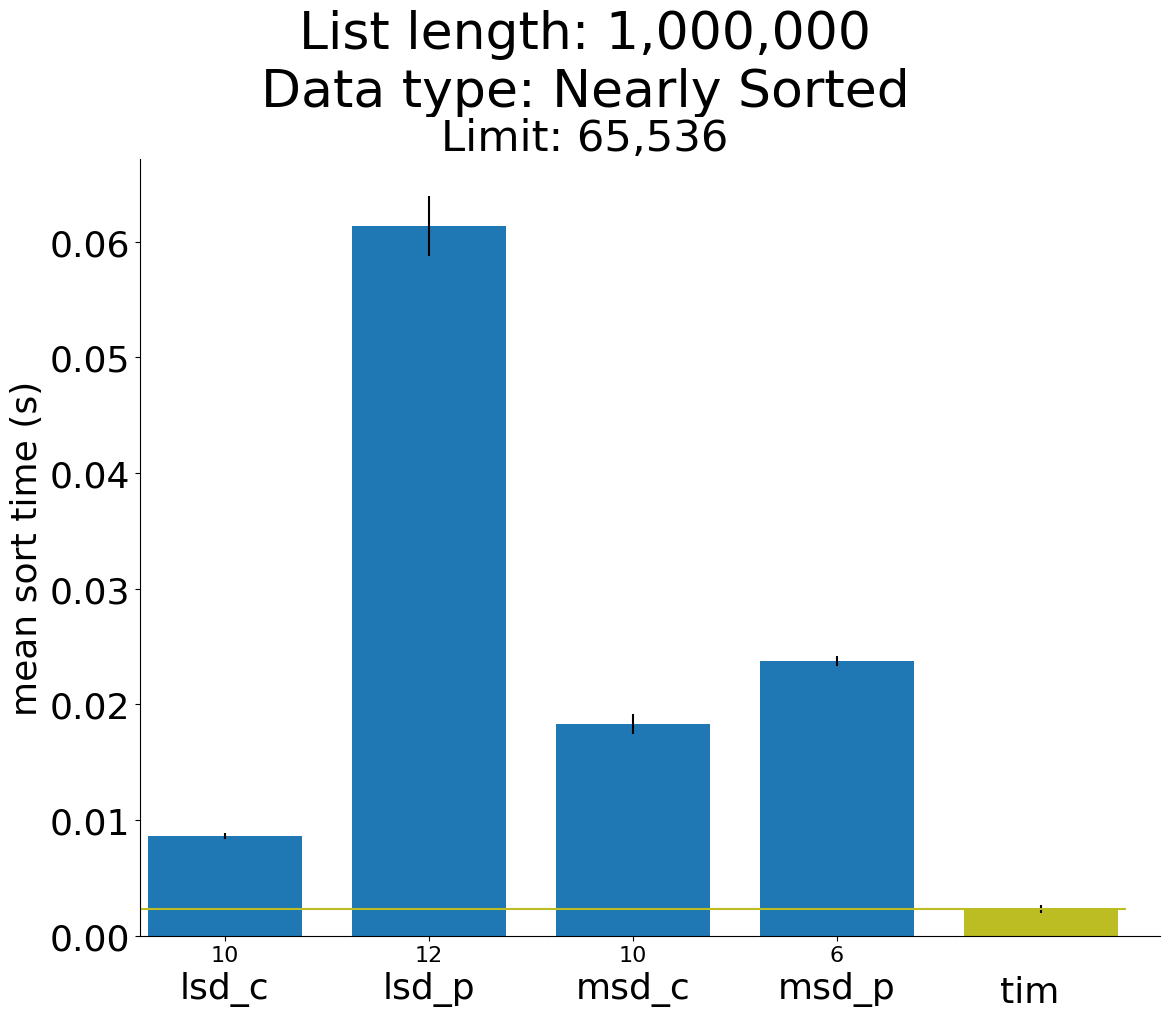 List length: 1,000,000
Data type: Nearly Sorted
Limit: 65,536
mean sort time (s)
0.06
0.05
0.04
0.03
0.02
0.01
0.00
10 12 10 6
lsd_c lsd_p msd_c msd_p tim